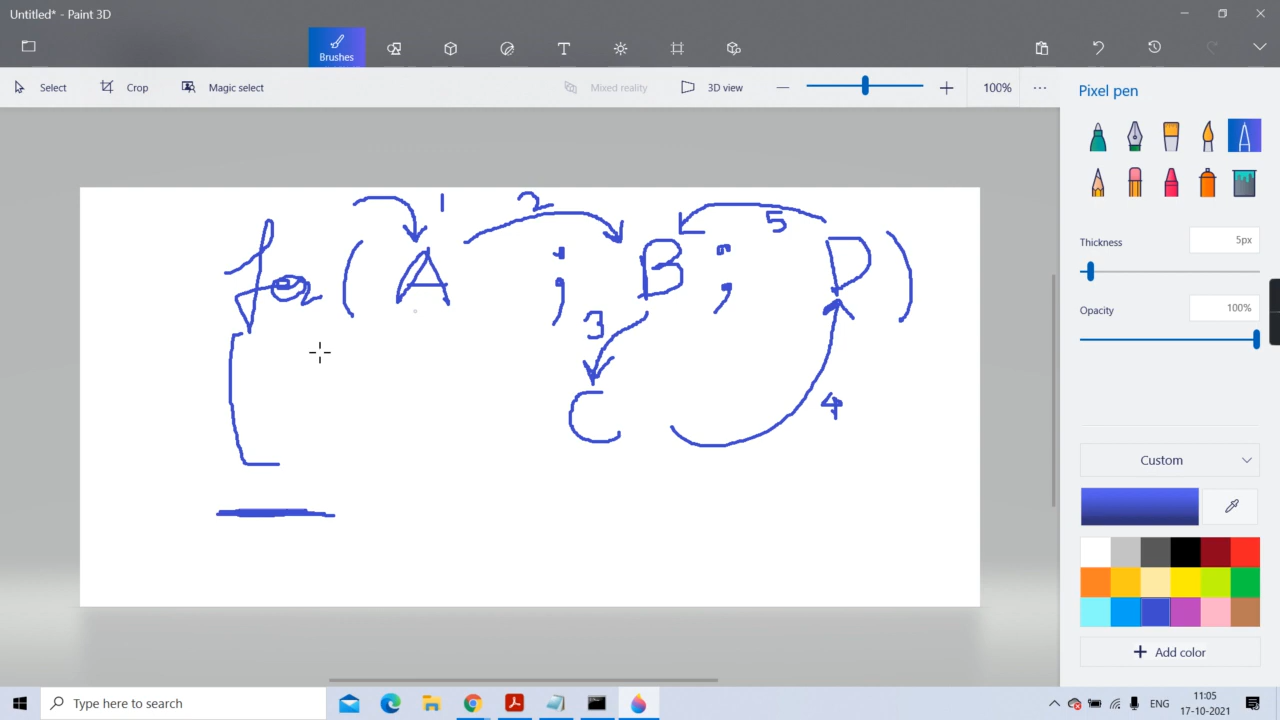 Untitled* - Paint 3D
Brushes
Select Crop Magic select Mixed reality 3D view 100%
Pixel pen
Thickness 5px
Opacity 100%
1 2 5
for ( A ; B ; D )
3
C 4
Custom
Add color
Type here to search
ENG 11:05
17-10-2021